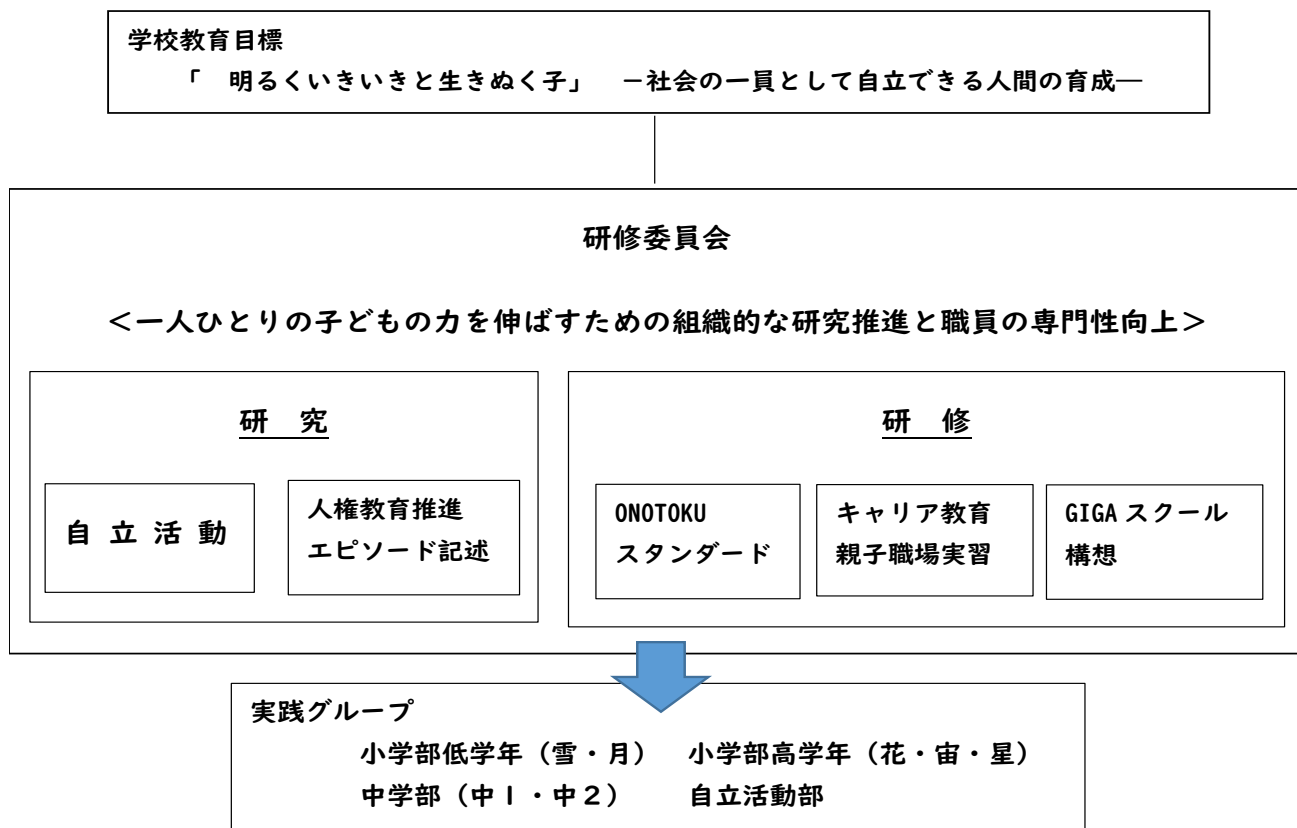 学校教育目標
「　明るくいきいきと生きぬく子」　－社会の一員として自立できる人間の育成―
研修委員会
＜一人ひとりの子どもの力を伸ばすための組織的な研究推進と職員の専門性向上＞
研　究
自 立 活 動
人権教育推進
エピソード記述
研　修
ONOTOKU
スタンダード
キャリア教育
親子職場実習
GIGA スクール
構想
実践グループ
小学部低学年（雪・月）　小学部高学年（花・宙・星）
中学部（中１・中２）　　自立活動部